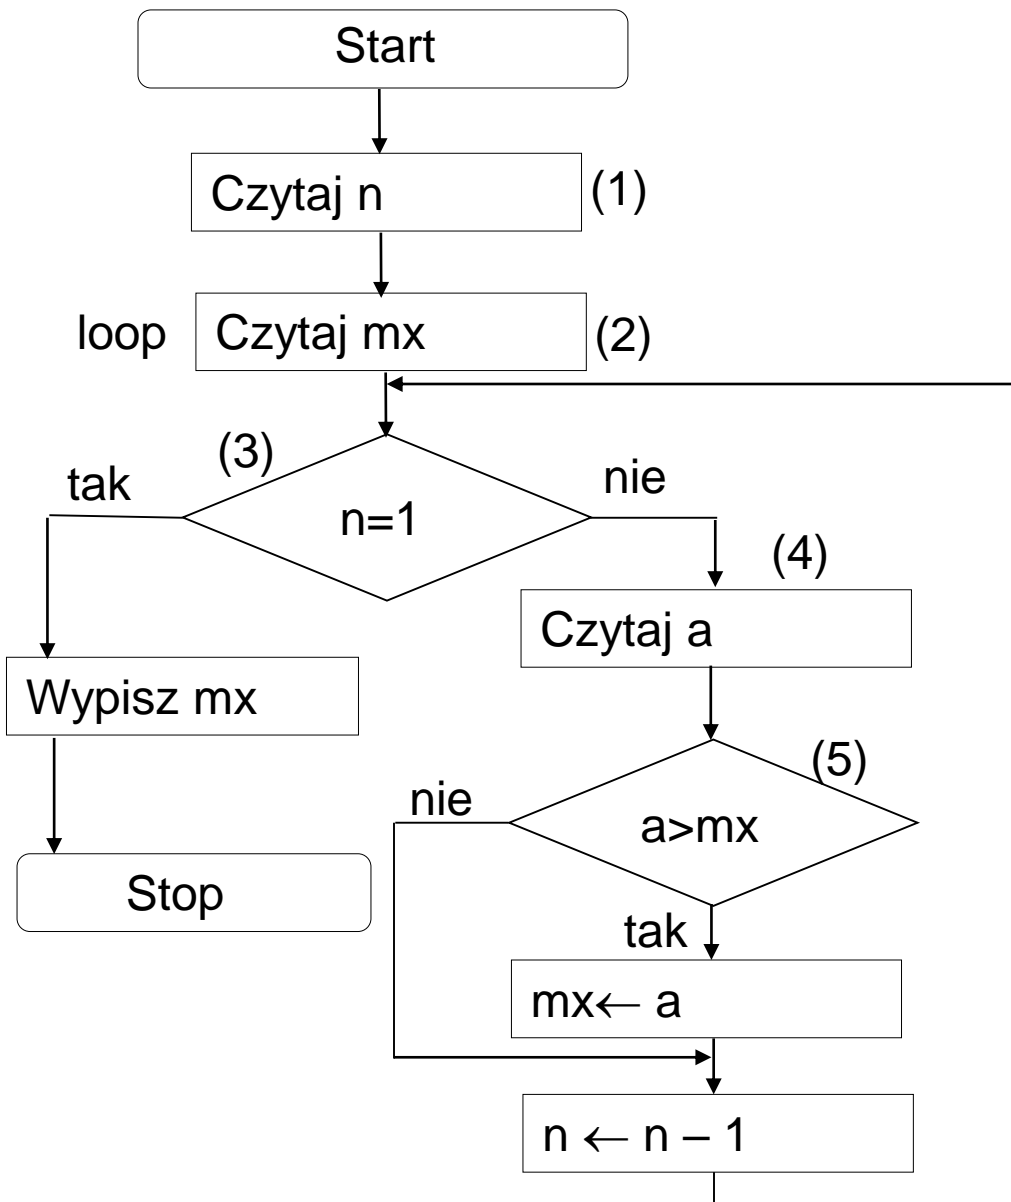 Start
Czytaj n
(1)
loop
Czytaj mx
(2)
(3)
tak
n=1
nie
(4)
Czytaj a
Wypisz mx
(5)
nie
a>mx
Stop
tak
mx← a
n ← n – 1